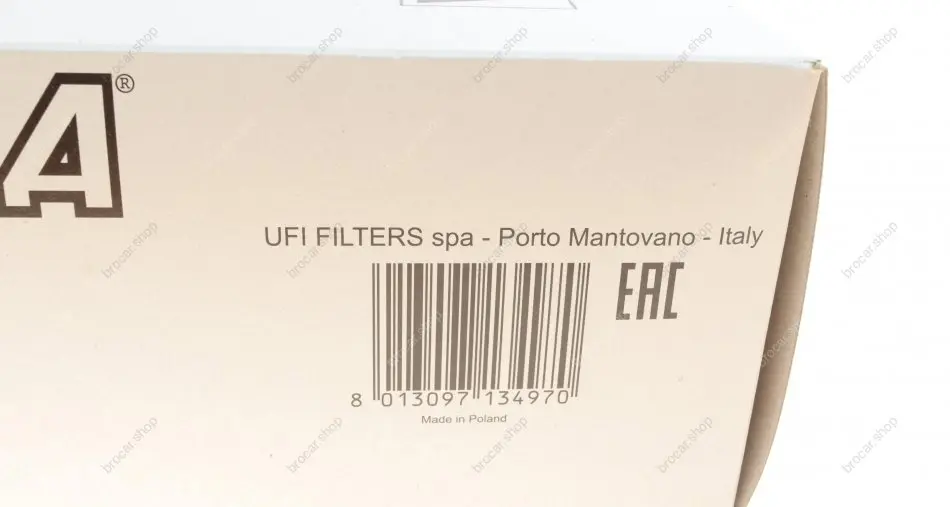 A®
UFI FILTERS spa - Porto Mantovano - Italy
EAC
8 013097 134970
Made in Poland
brocar.shop